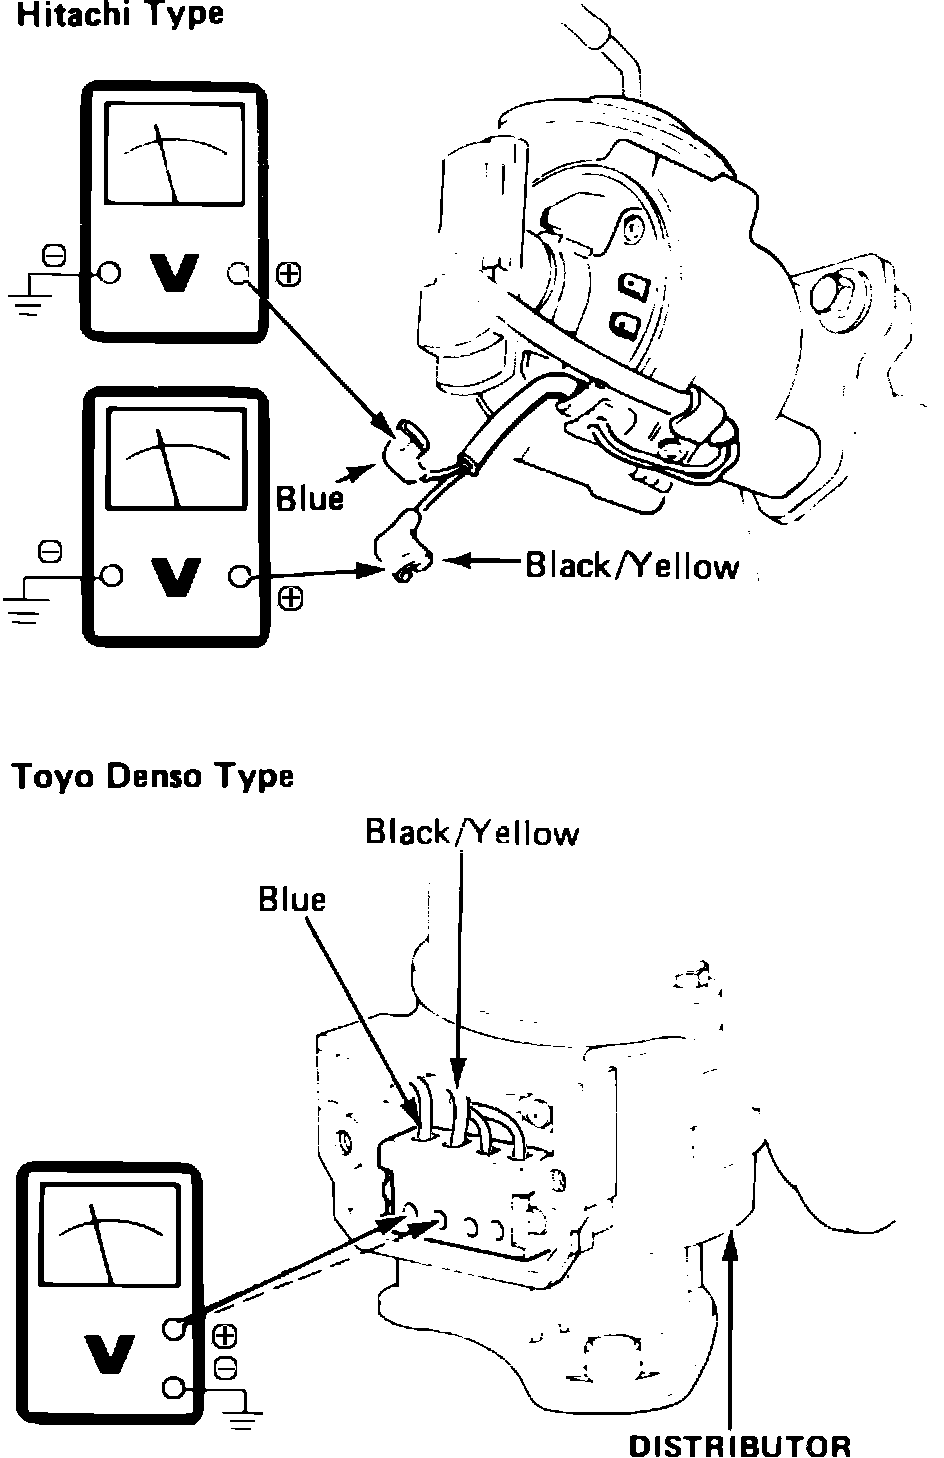 Hitachi Type
⊖ V ⊕
Blue
⊖ V ⊕
Black/Yellow
Toyo Denso Type
Black/Yellow
Blue
V ⊕
⊖
DISTRIBUTOR